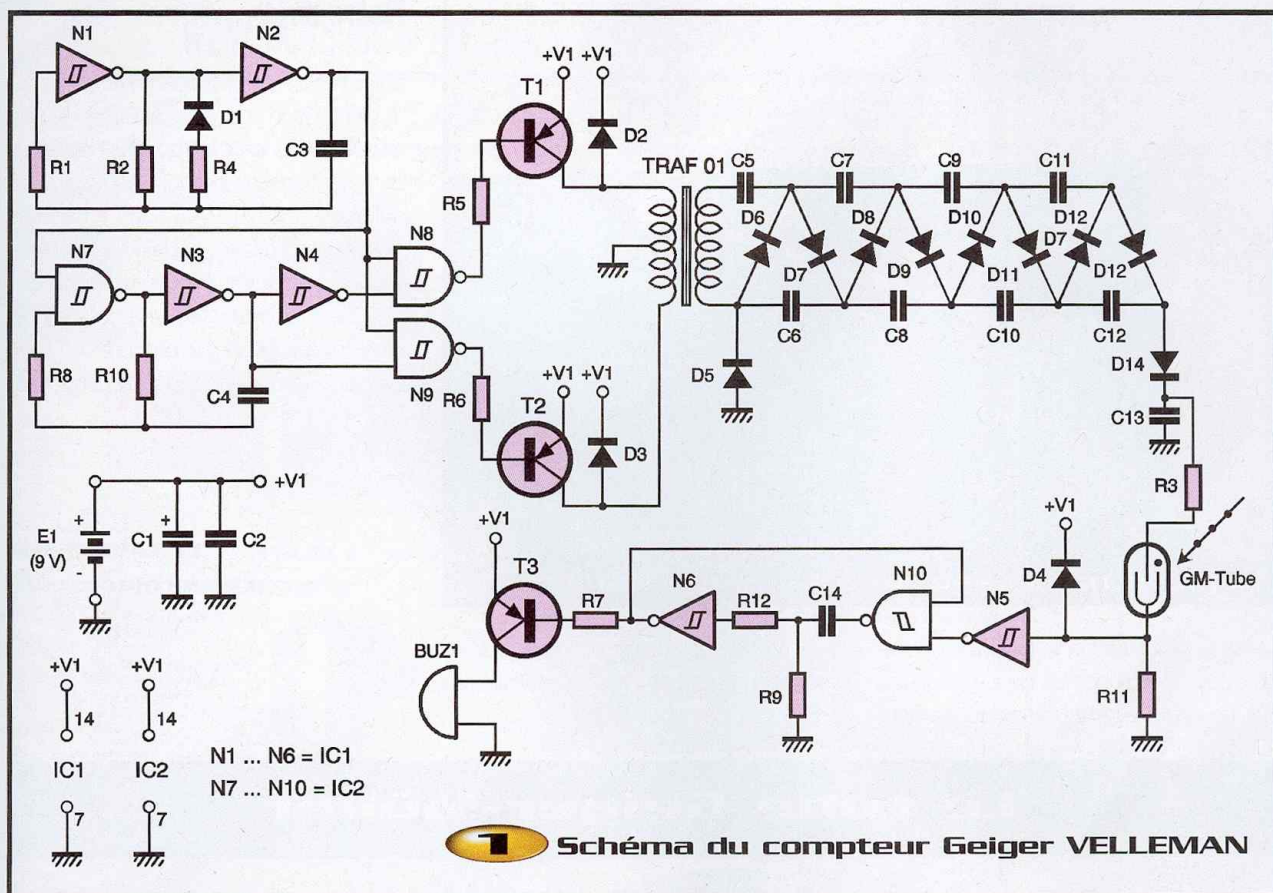 N1
N2
D1
R1
R2
R4
C3
N7
N3
N4
N8
R8
R10
C4
N9
+V1
+V1
T1
D2
R5
TRAF 01
C5
C7
C9
C11
D6
D8
D10
D12
D7
D7
D9
D11
D12
C6
C8
C10
C12
D5
D14
C13
R3
R6
+V1
+V1
T2
D3
+V1
E1
(9 V)
+
+
C1
C2
+V1
+V1
14
14
IC1
IC2
7
7
N1 ... N6 = IC1
N7 ... N10 = IC2
+V1
T3
R7
N6
R12
C14
N10
N5
+V1
D4
GM-Tube
R9
R11
BUZ1
1 Schéma du compteur Geiger VELLEMAN